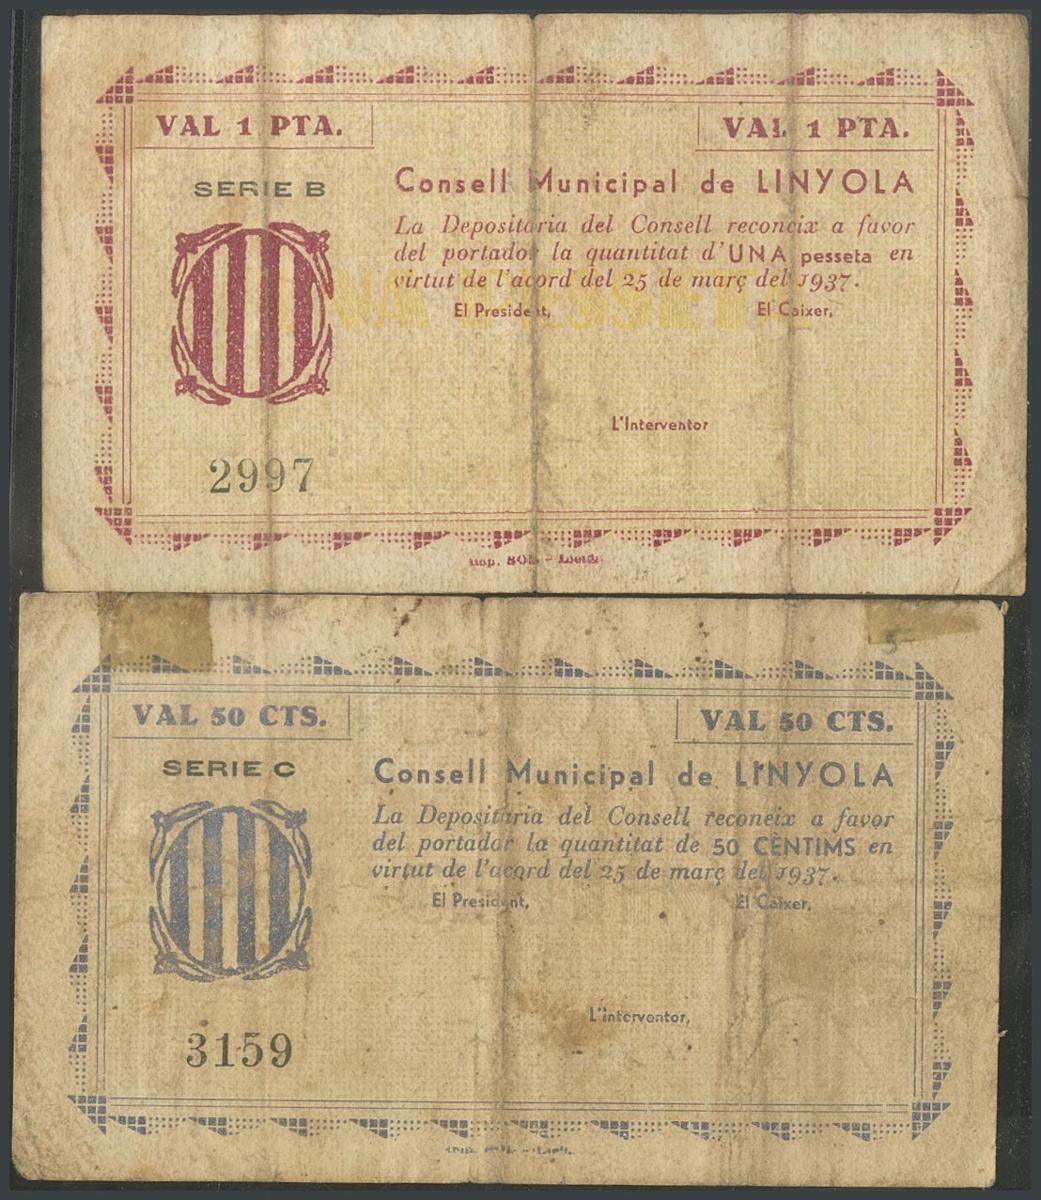 VAL 1 PTA.
VAL 1 PTA.
SERIE B
Consell Municipal de LINYOLA
La Depositaria del Consell reconeix a favor
del portador la quantitat d'UNA pesseta en
virtut de l'acord del 25 de març del 1937.
UNA PESSETA
El President,
El Caixer,
L'Interventor
2997
Imp. SOL -
VAL 50 CTS.
VAL 50 CTS.
SERIE C
Consell Municipal de LINYOLA
La Depositaria del Consell reconeix a favor
del portador la quantitat de 50 CÈNTIMS en
virtut de l'acord del 25 de març del 1937.
El President,
El Caixer,
L'interventor,
3159